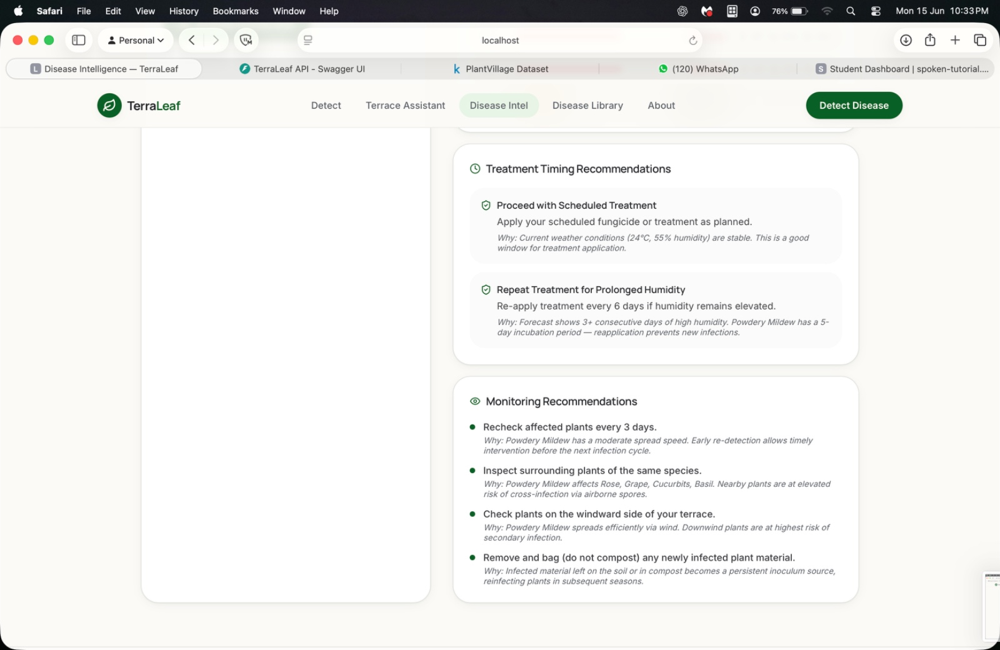 Safari File Edit View History Bookmarks Window Help 76% Mon 15 Jun 10:33 PM
Personal localhost
Disease Intelligence — TerraLeaf TerraLeaf API - Swagger UI PlantVillage Dataset (120) WhatsApp Student Dashboard | spoken-tutorial....
TerraLeaf Detect Terrace Assistant Disease Intel Disease Library About Detect Disease
Treatment Timing Recommendations
Proceed with Scheduled Treatment
Apply your scheduled fungicide or treatment as planned.
Why: Current weather conditions (24°C, 55% humidity) are stable. This is a good
window for treatment application.
Repeat Treatment for Prolonged Humidity
Re-apply treatment every 6 days if humidity remains elevated.
Why: Forecast shows 3+ consecutive days of high humidity. Powdery Mildew has a 5-
day incubation period — reapplication prevents new infections.
Monitoring Recommendations
Recheck affected plants every 3 days.
Why: Powdery Mildew has a moderate spread speed. Early re-detection allows timely
intervention before the next infection cycle.
Inspect surrounding plants of the same species.
Why: Powdery Mildew affects Rose, Grape, Cucurbits, Basil. Nearby plants are at elevated
risk of cross-infection via airborne spores.
Check plants on the windward side of your terrace.
Why: Powdery Mildew spreads efficiently via wind. Downwind plants are at highest risk of
secondary infection.
Remove and bag (do not compost) any newly infected plant material.
Why: Infected material left on the soil or in compost becomes a persistent inoculum source,
reinfecting plants in subsequent seasons.